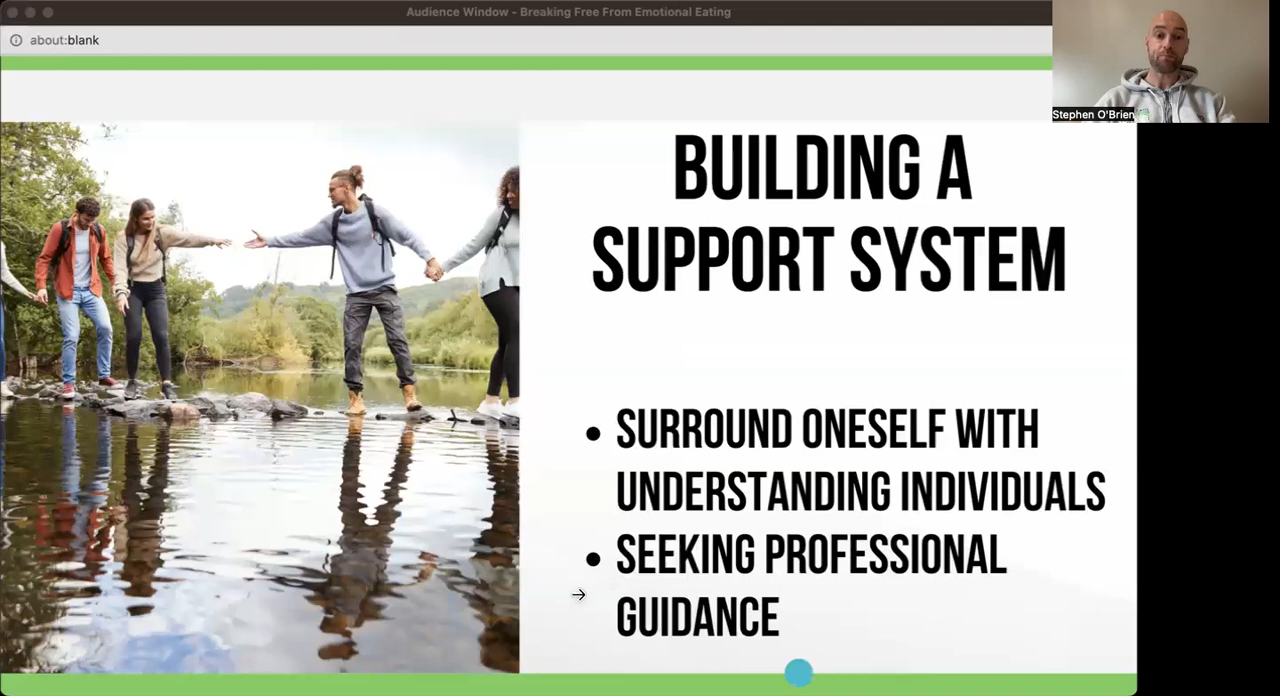 Audience Window - Breaking Free From Emotional Eating
about:blank
Stephen O'Brien
BUILDING A
SUPPORT SYSTEM
• SURROUND ONESELF WITH
UNDERSTANDING INDIVIDUALS
• SEEKING PROFESSIONAL
GUIDANCE